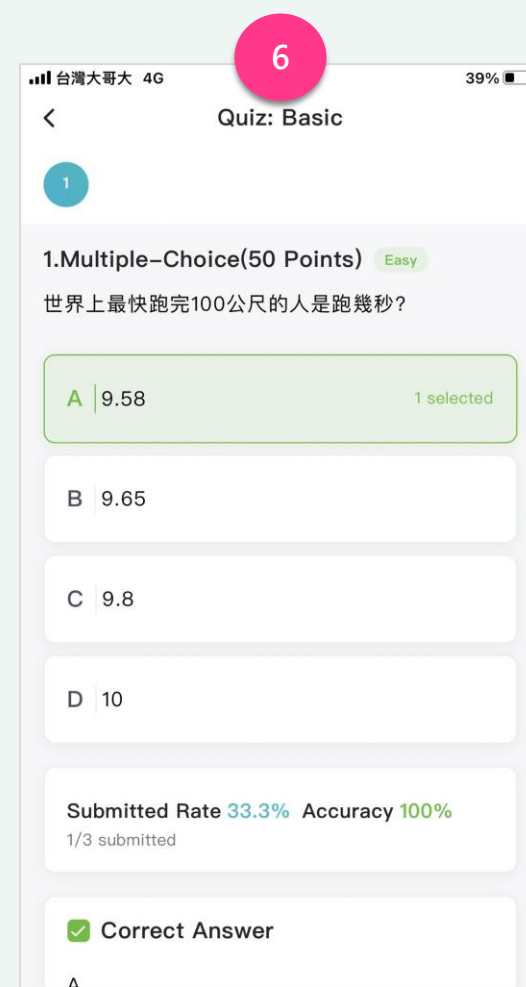 6
台灣大哥大 4G
39%
Quiz: Basic
1
1.Multiple-Choice(50 Points) Easy
世界上最快跑完100公尺的人是跑幾秒?
A 9.58 1 selected
B 9.65
C 9.8
D 10
Submitted Rate 33.3% Accuracy 100%
1/3 submitted
Correct Answer
A